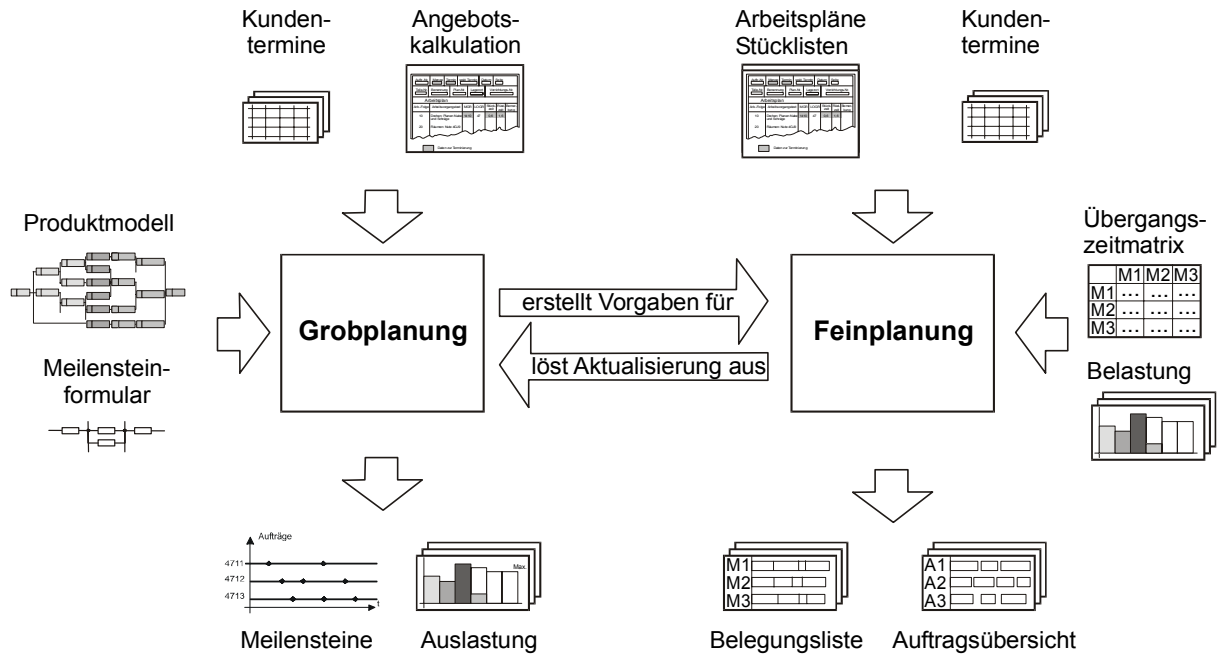 Kunden-
termine
Angebots-
kalkulation
Arbeitspläne
Stücklisten
Kunden-
termine
Arbeitsplan
Arbeitsplan
Produktmodell
Meilenstein-
formular
Grobplanung
erstellt Vorgaben für
löst Aktualisierung aus
Feinplanung
Übergangs-
zeitmatrix
M1 M2 M3
M1 ... ... ...
M2 ... ... ...
M3 ... ... ...
Belastung
Aufträge
4711
4712
4713
t
Meilensteine
Max.
Auslastung
M1
M2
M3
Belegungsliste
A1
A2
A3
Auftragsübersicht